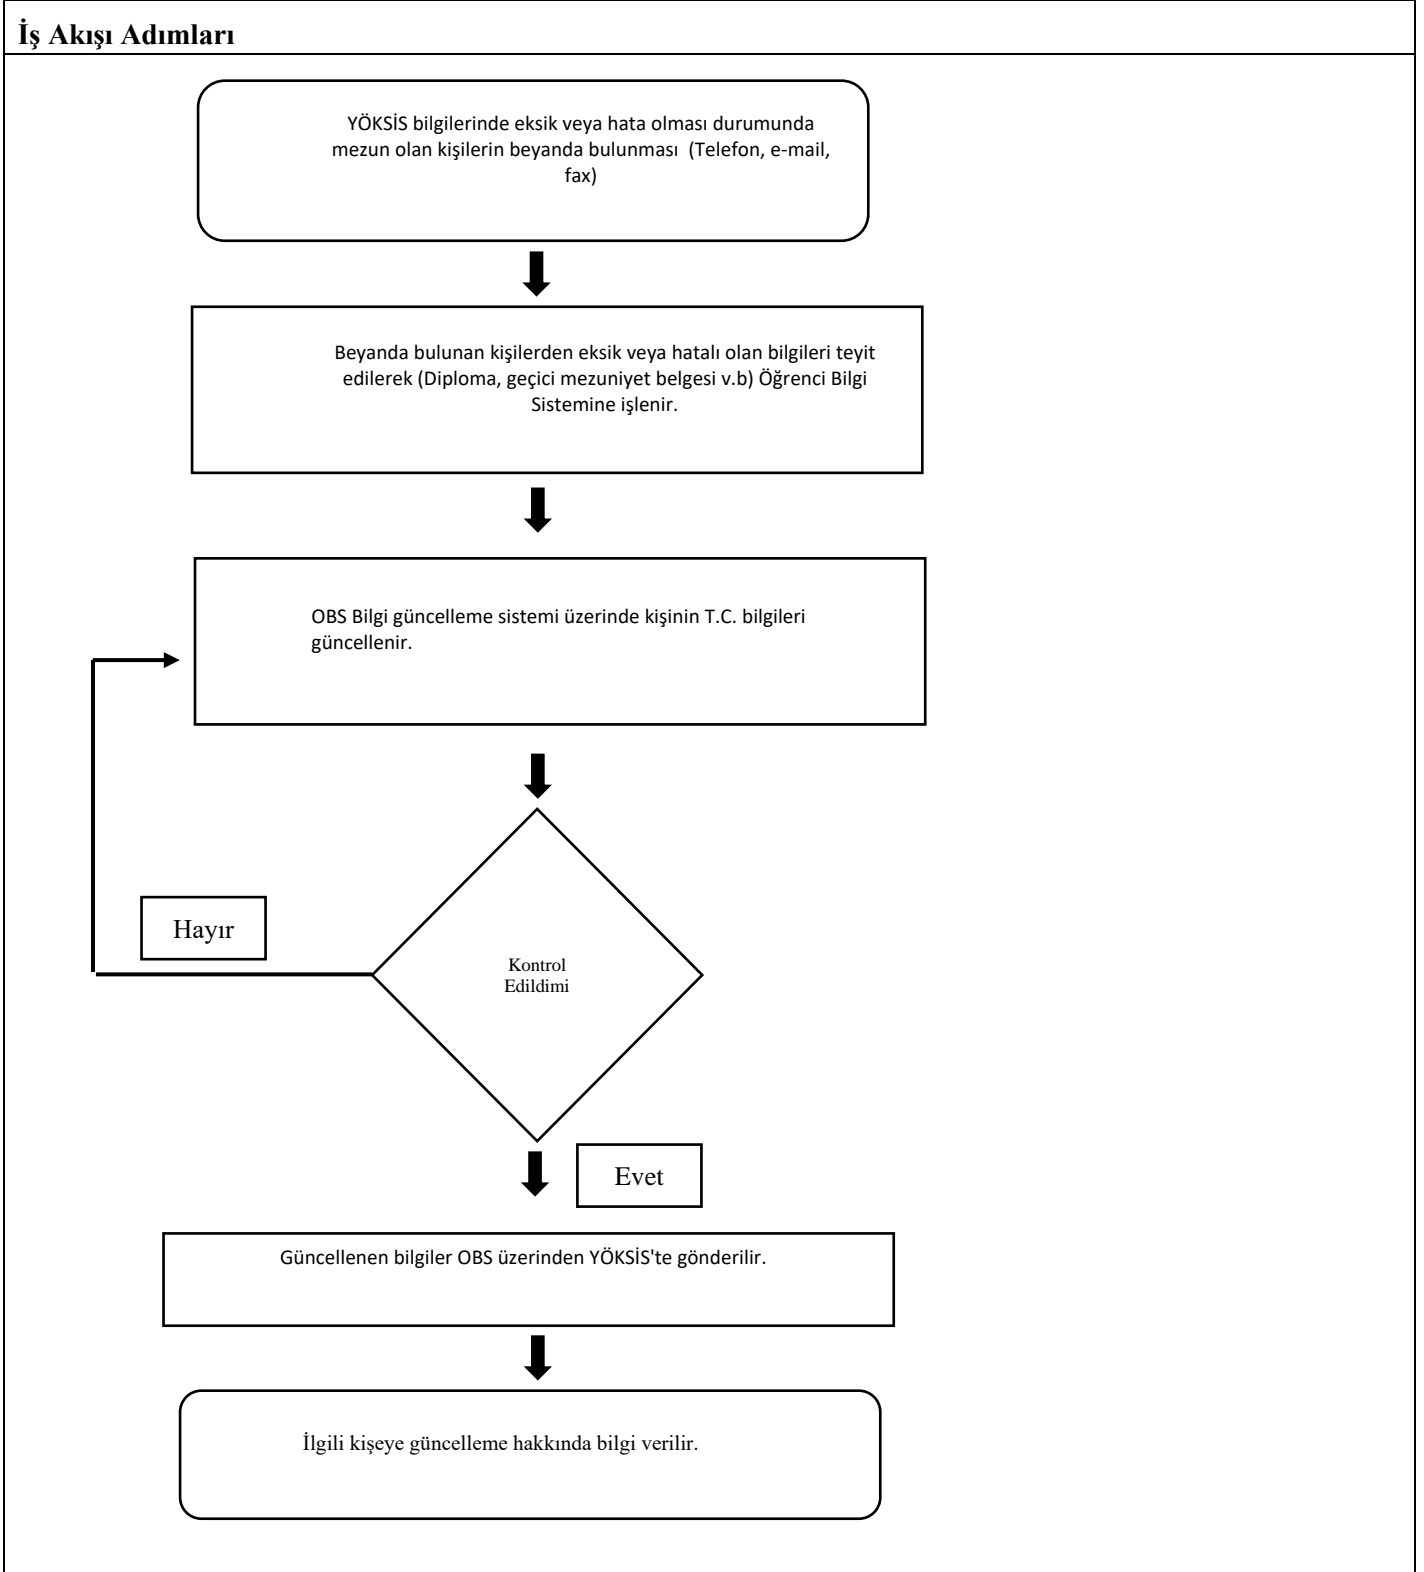 İş Akışı Adımları
YÖKSİS bilgilerinde eksik veya hata olması durumunda
mezun olan kişilerin beyanda bulunması (Telefon, e-mail,
fax)
Beyanda bulunan kişilerden eksik veya hatalı olan bilgileri teyit
edilerek (Diploma, geçici mezuniyet belgesi v.b) Öğrenci Bilgi
Sistemine işlenir.
OBS Bilgi güncelleme sistemi üzerinde kişinin T.C. bilgileri
güncellenir.
Hayır
Kontrol
Edildimi
Evet
Güncellenen bilgiler OBS üzerinden YÖKSİS'te gönderilir.
İlgili kişeye güncelleme hakkında bilgi verilir.